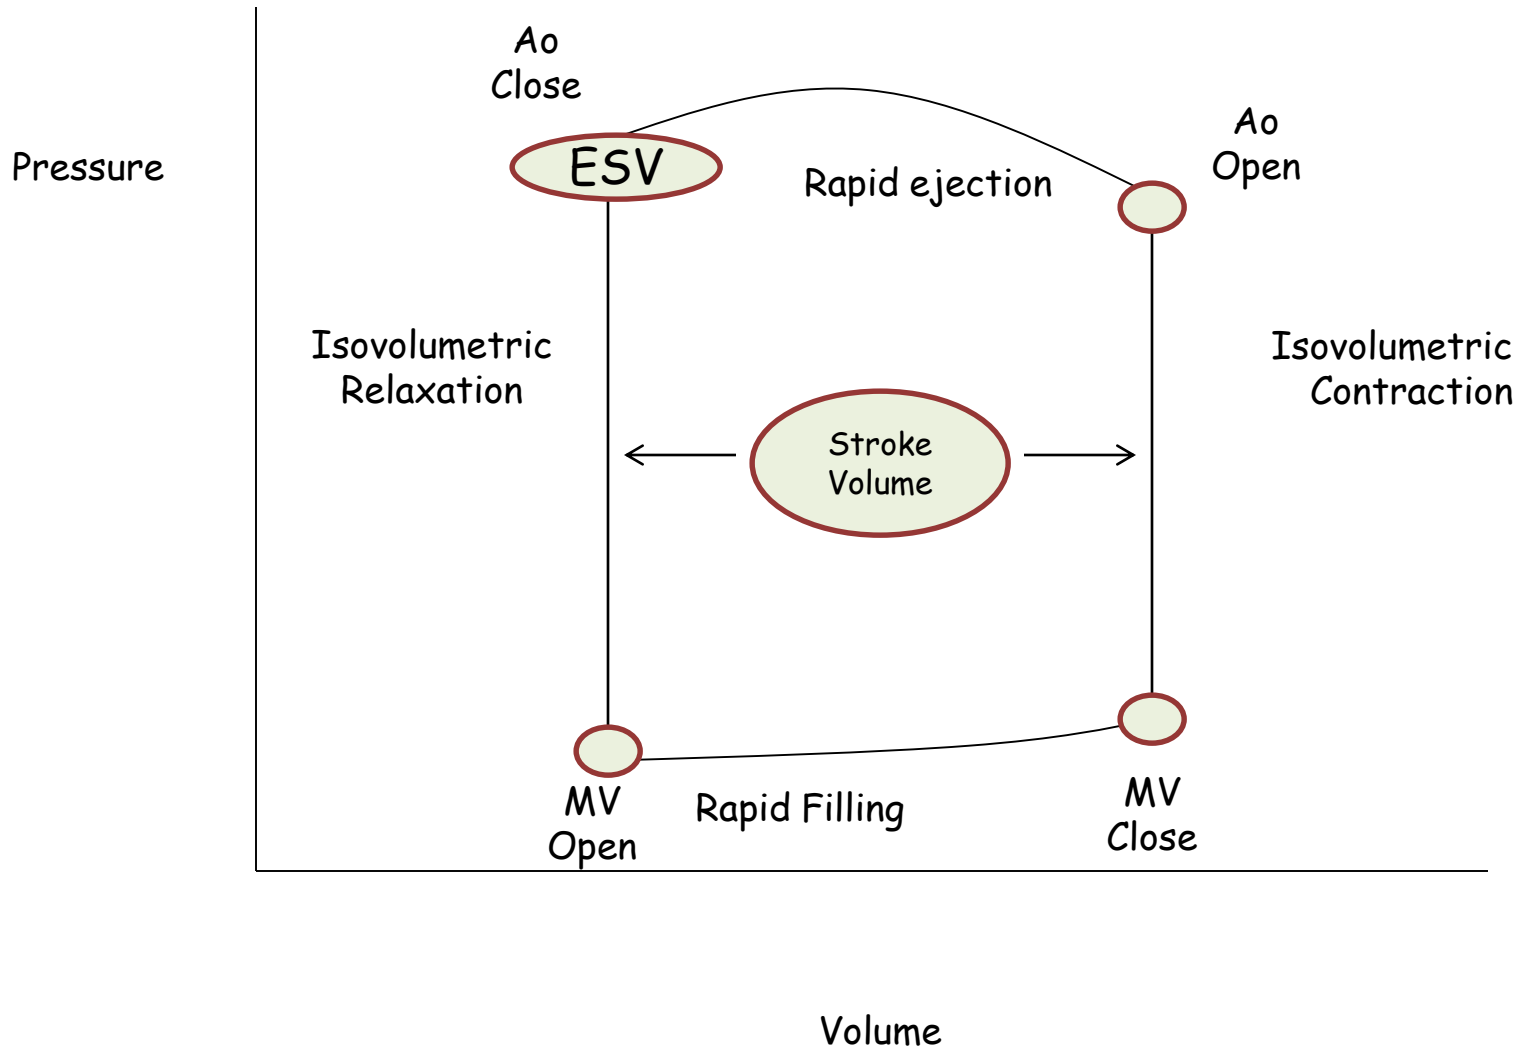 Ao
Close
Ao
Open
Pressure
ESV
Rapid ejection
Isovolumetric
Relaxation
Isovolumetric
Contraction
Stroke
Volume
MV
Open
Rapid Filling
MV
Close
Volume